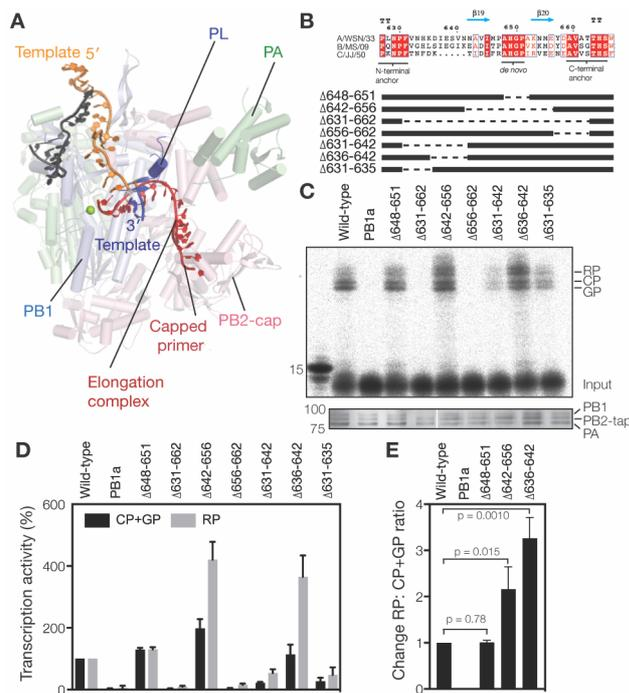 A
Template 5′
PL
PA
3′
Template
PB1
PB2-cap
Capped
primer
Elongation
complex
B
β19
β20
TT
TT
630
640
650
660
A/WSN/33
B/MS/09
C/JJ/50
N-terminal
anchor
de novo
C-terminal
anchor
Δ648-651
Δ642-656
Δ631-662
Δ656-662
Δ631-642
Δ636-642
Δ631-635
C
Wild-type
PB1a
Δ648-651
Δ631-662
Δ642-656
Δ656-662
Δ631-642
Δ636-642
Δ631-635
RP
CP
GP
15
Input
100
75
PB1
PB2-tap
PA
D
Wild-type
PB1a
Δ648-651
Δ631-662
Δ642-656
Δ656-662
Δ631-642
Δ636-642
Δ631-635
Transcription activity (%)
600
400
200
0
CP+GP
RP
E
Wild-type
PB1a
Δ648-651
Δ642-656
Δ636-642
Change RP: CP+GP ratio
4
3
2
1
0
p = 0.0010
p = 0.015
p = 0.78